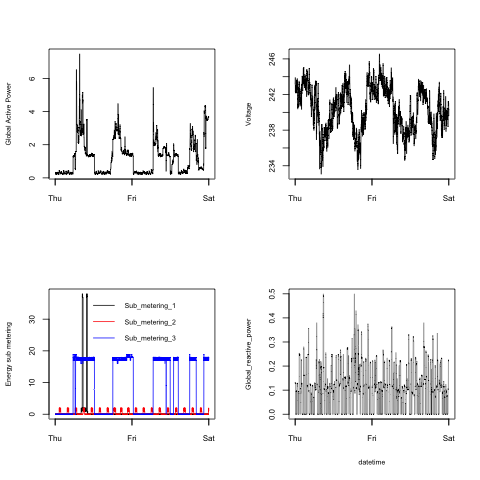 Global Active Power
0 2 4 6
Thu Fri Sat
Voltage
234 238 242 246
Thu Fri Sat
Energy sub metering
0 10 20 30
Sub_metering_1
Sub_metering_2
Sub_metering_3
Thu Fri Sat
Global_reactive_power
0.0 0.1 0.2 0.3 0.4 0.5
Thu Fri Sat
datetime